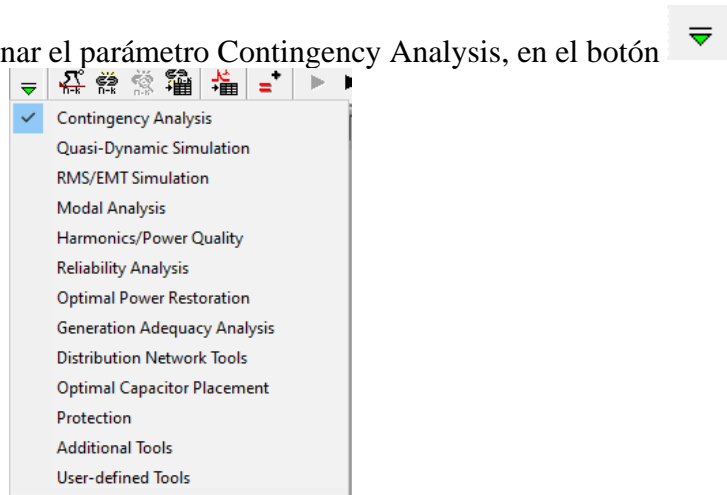 nar el parámetro Contingency Analysis, en el botón
n-k n-k n-k n-k
Contingency Analysis
Quasi-Dynamic Simulation
RMS/EMT Simulation
Modal Analysis
Harmonics/Power Quality
Reliability Analysis
Optimal Power Restoration
Generation Adequacy Analysis
Distribution Network Tools
Optimal Capacitor Placement
Protection
Additional Tools
User-defined Tools